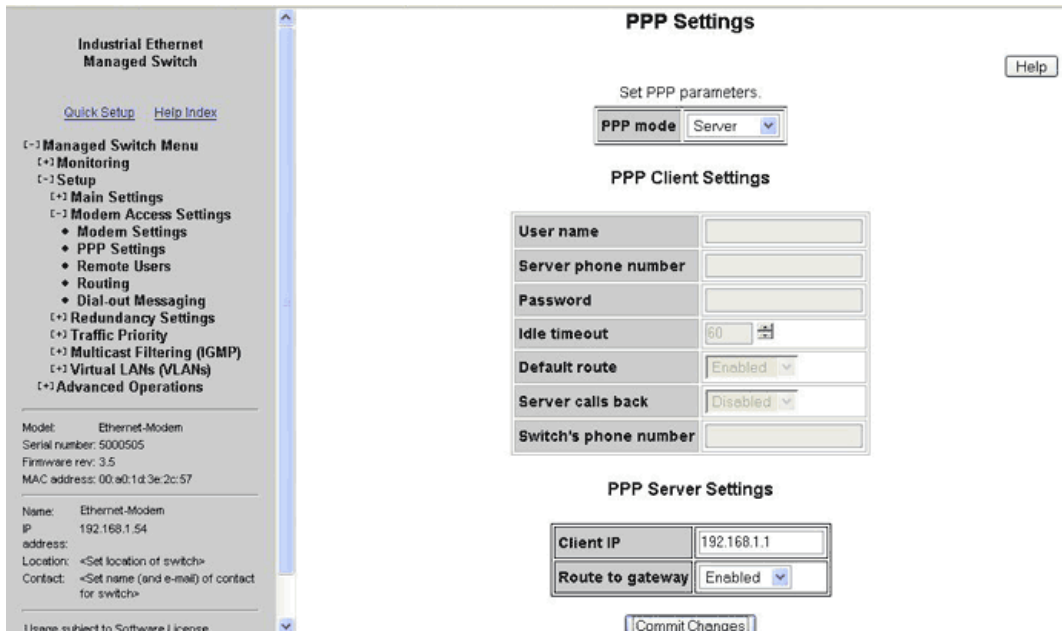 Industrial Ethernet
Managed Switch
Quick Setup Help Index
[-] Managed Switch Menu
[+] Monitoring
[-] Setup
[+] Main Settings
[-] Modem Access Settings
◆ Modem Settings
◆ PPP Settings
◆ Remote Users
◆ Routing
◆ Dial-out Messaging
[+] Redundancy Settings
[+] Traffic Priority
[+] Multicast Filtering (IGMP)
[+] Virtual LANs (VLANs)
[+] Advanced Operations
Model: Ethernet-Modem
Serial number: 5000505
Firmware rev: 3.5
MAC address: 00:a0:1d:3e:2c:57
Name: Ethernet-Modem
IP address: 192.168.1.54
Location: <Set location of switch>
Contact: <Set name (and e-mail) of contact
for switch>
Usage subject to Software License
PPP Settings
Help
Set PPP parameters.
PPP mode Server
PPP Client Settings
User name
Server phone number
Password
Idle timeout 60
Default route Enabled
Server calls back Disabled
Switch's phone number
PPP Server Settings
Client IP 192.168.1.1
Route to gateway Enabled
Commit Changes